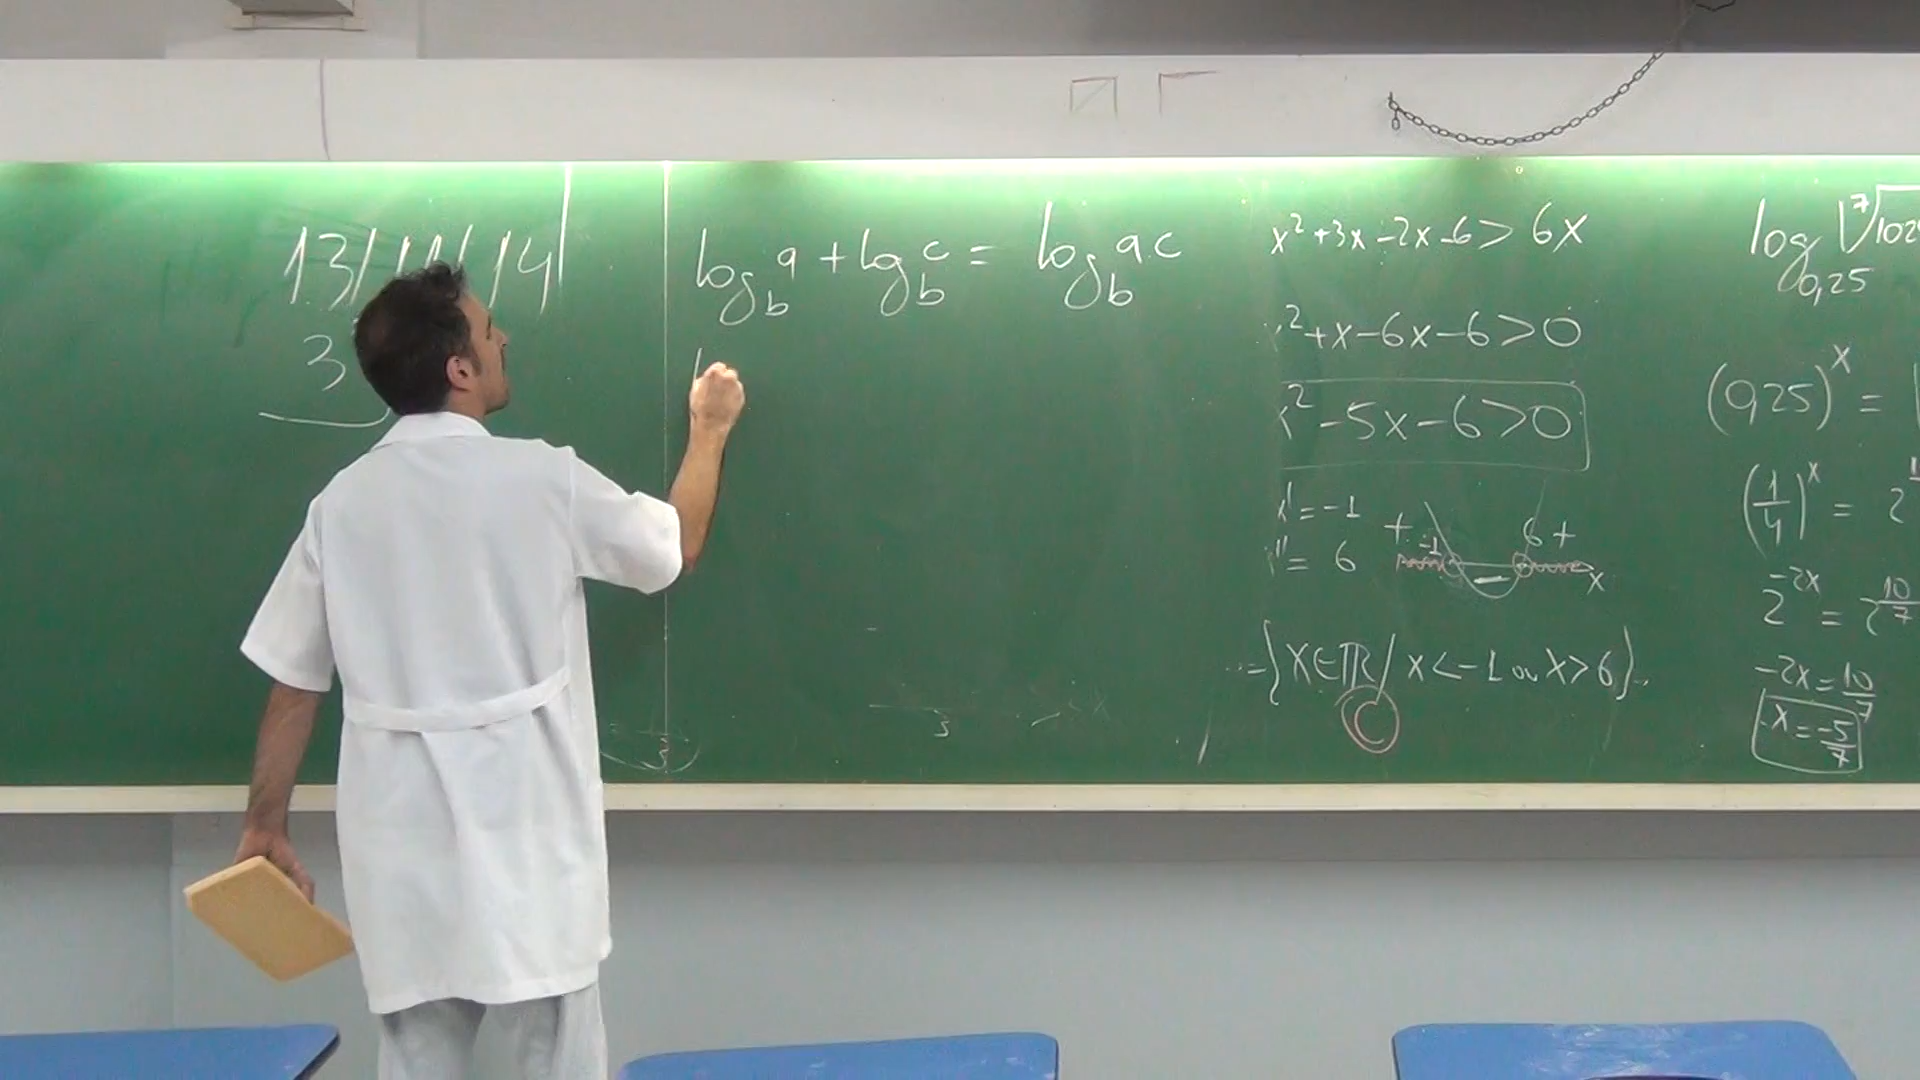 13/11/14
3
log_b a + log_b c = log_b a.c
x² + 3x - 2x - 6 > 6x
² + x - 6x - 6 > 0
x² - 5x - 6 > 0
x' = -1
'' = 6
+ -1 - 6 + x
= {X ∈ ℝ / x < -1 ou x > 6}
C
log_0,25 ⁷√102
(0,25)^x =
(1/4)^x = 2
2^-2x = 2^10/7
-2x = 10/7
x = -5/7